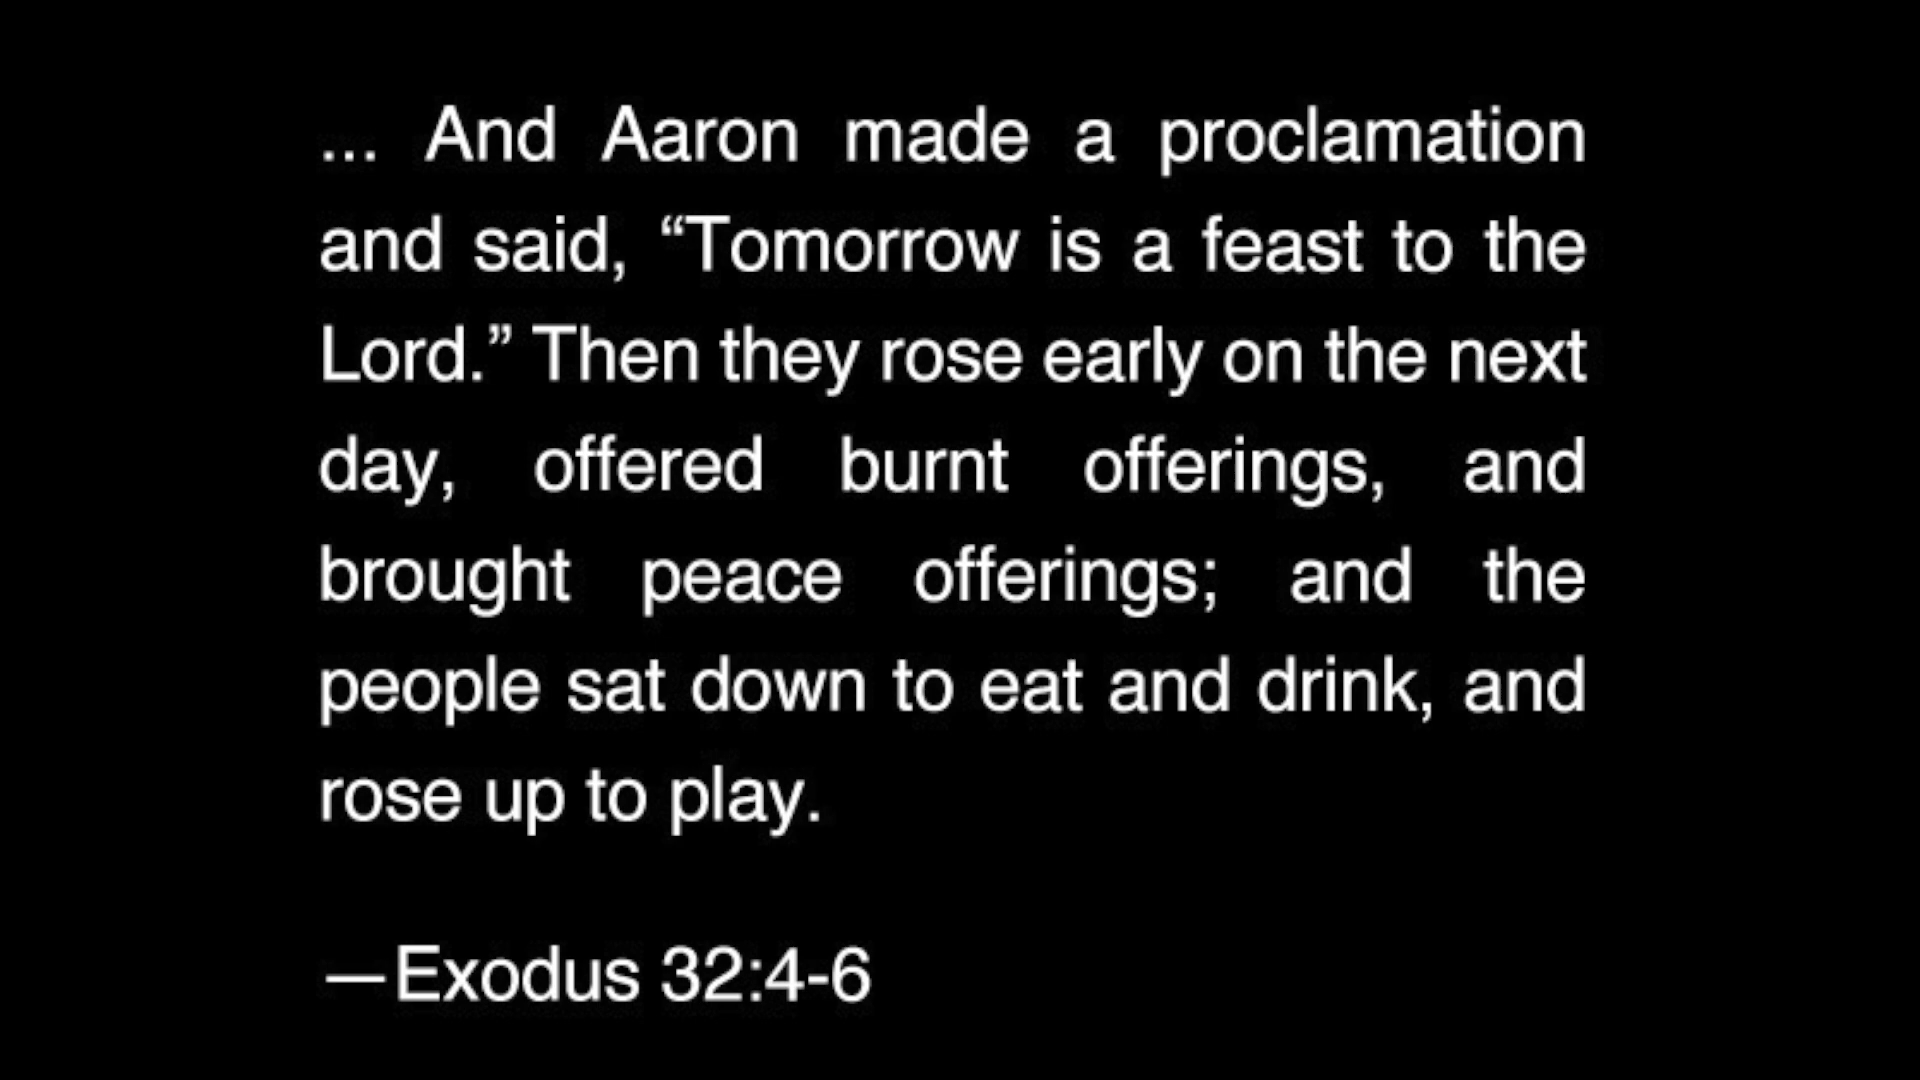 ... And Aaron made a proclamation
and said, “Tomorrow is a feast to the
Lord.” Then they rose early on the next
day, offered burnt offerings, and
brought peace offerings; and the
people sat down to eat and drink, and
rose up to play.
—Exodus 32:4-6